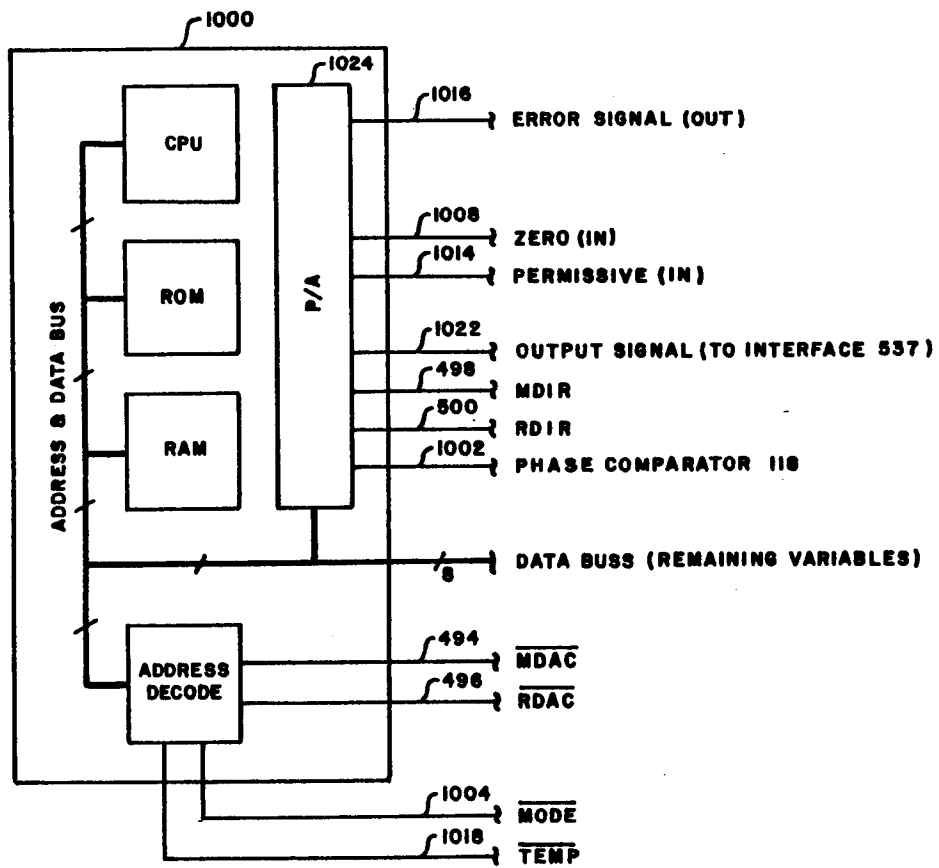 1000
1024
1016
ERROR SIGNAL (OUT)
CPU
1008
ZERO (IN)
1014
PERMISSIVE (IN)
ROM
P/A
1022
OUTPUT SIGNAL (TO INTERFACE 537)
498
MDIR
ADDRESS & DATA BUS
RAM
500
RDIR
1002
PHASE COMPARATOR 118
DATA BUSS (REMAINING VARIABLES)
8
494
MDAC
ADDRESS
DECODE
496
RDAC
1004
MODE
1018
TEMP